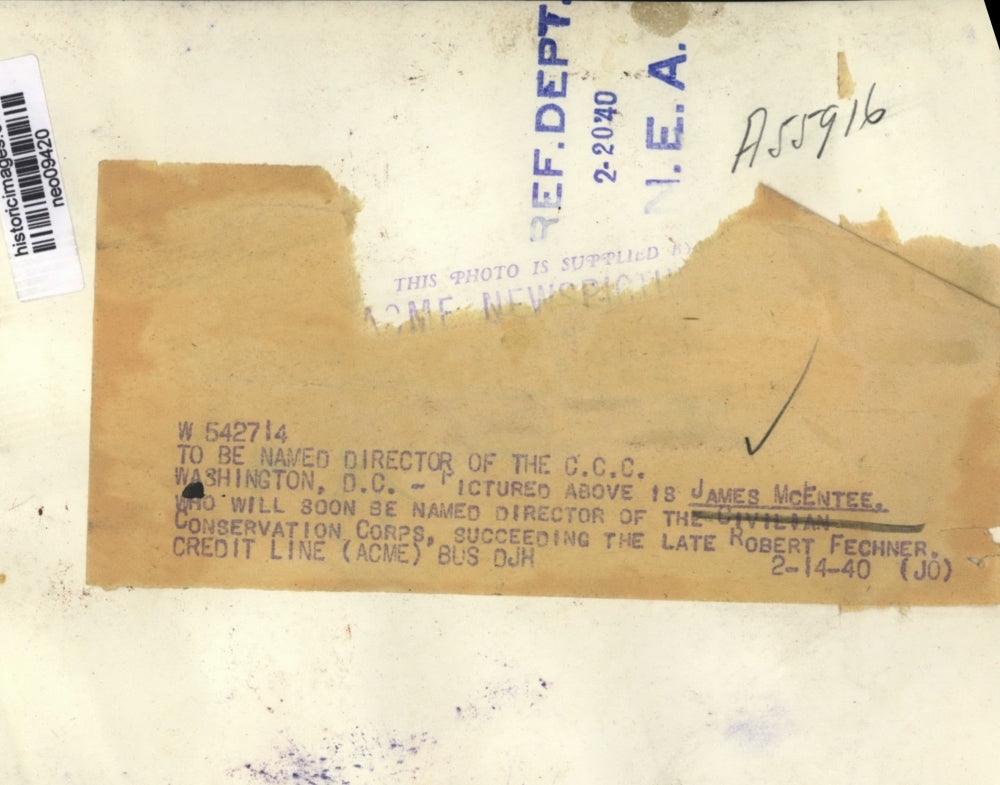 historicimages.
neo09420
REF. DEPT.
2-20'40
N. E. A.
A55916
THIS PHOTO IS SUPPLIED BY
ACME NEWSPICTU
W 542714
TO BE NAMED DIRECTOR OF THE C.C.C.
WASHINGTON, D.C. - PICTURED ABOVE IS JAMES MCENTEE,
WHO WILL SOON BE NAMED DIRECTOR OF THE CIVILIAN
CONSERVATION CORPS, SUCCEEDING THE LATE ROBERT FECHNER.
CREDIT LINE (ACME) BUS DJH 2-14-40 (JO)